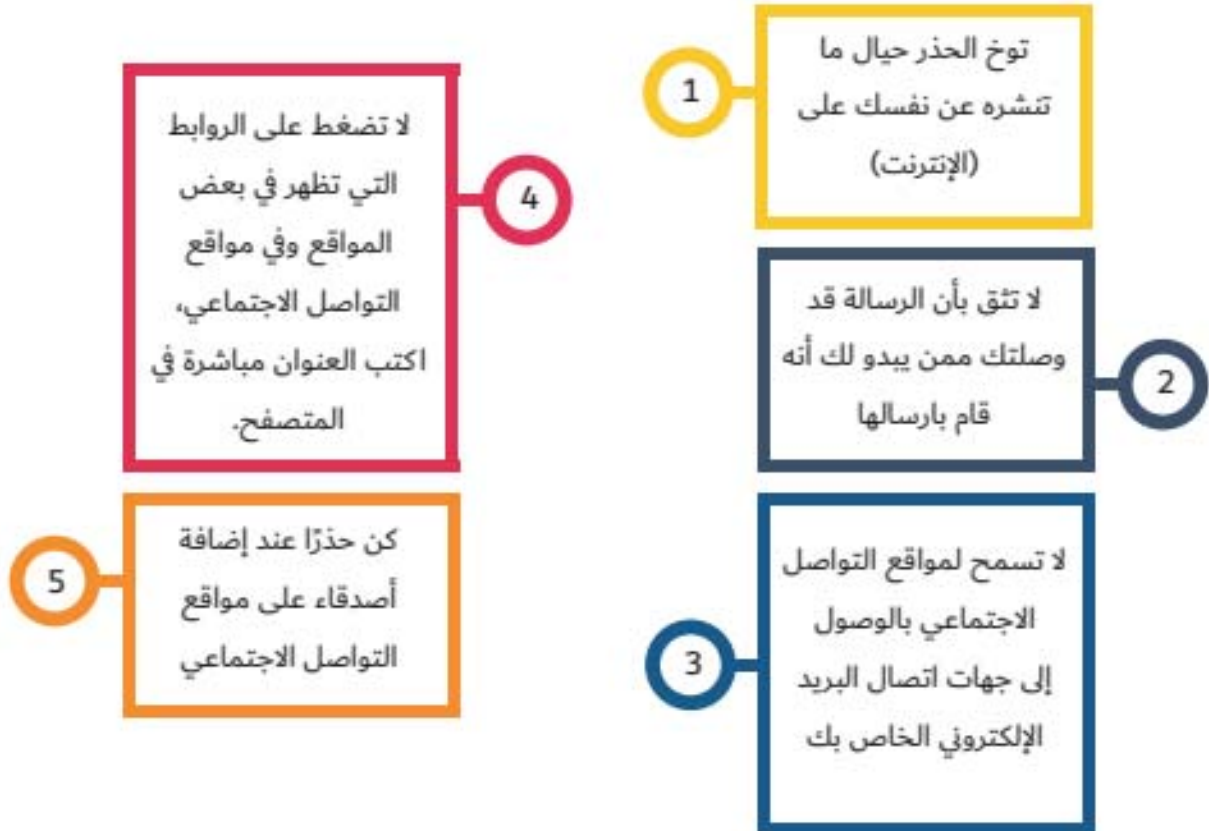 1
توخ الحذر حيال ما
تنشره عن نفسك على
(الإنترنت)
2
لا تثق بأن الرسالة قد
وصلتك ممن يبدو لك أنه
قام بارسالها
3
لا تسمح لمواقع التواصل
الاجتماعي بالوصول
إلى جهات اتصال البريد
الإلكتروني الخاص بك
4
لا تضغط على الروابط
التي تظهر في بعض
المواقع وفي مواقع
التواصل الاجتماعي،
اكتب العنوان مباشرة في
المتصفح.
5
كن حذرًا عند إضافة
أصدقاء على مواقع
التواصل الاجتماعي